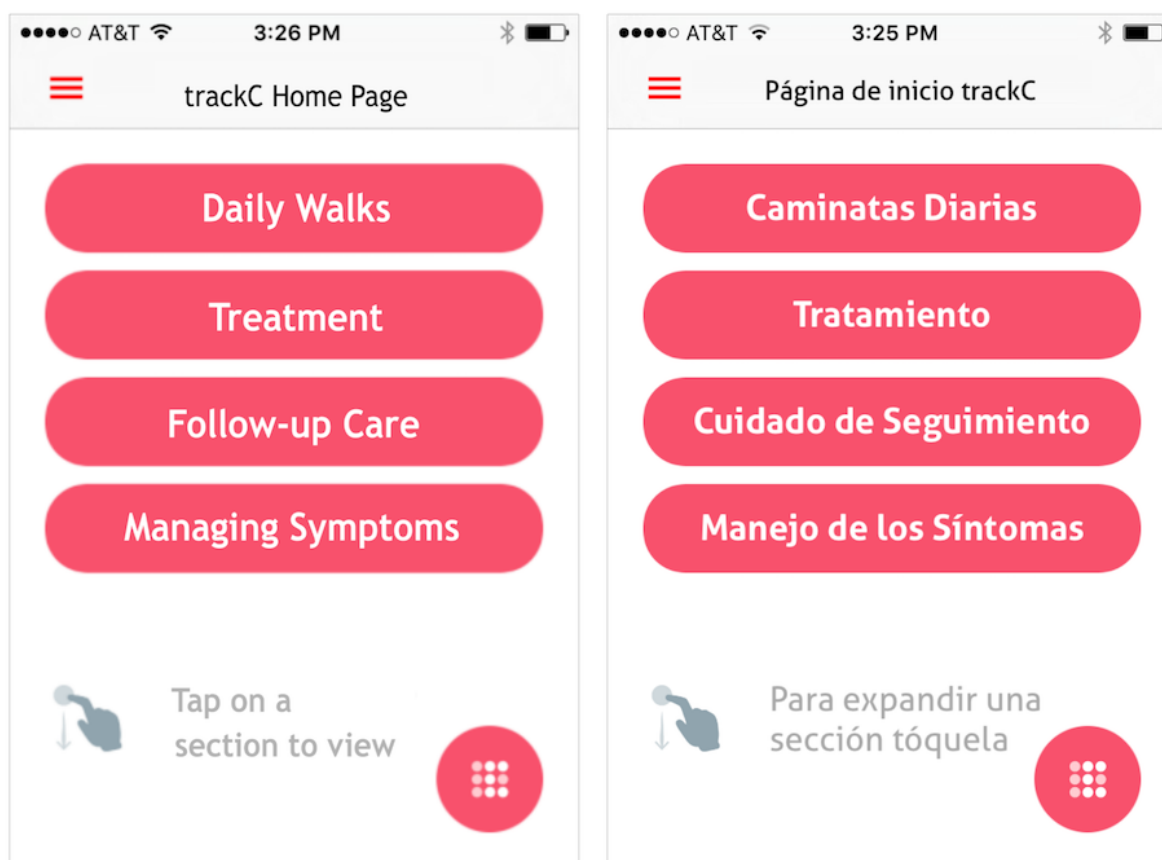 AT&T 3:26 PM
trackC Home Page
Daily Walks
Treatment
Follow-up Care
Managing Symptoms
Tap on a
section to view
AT&T 3:25 PM
Página de inicio trackC
Caminatas Diarias
Tratamiento
Cuidado de Seguimiento
Manejo de los Síntomas
Para expandir una
sección tóquela